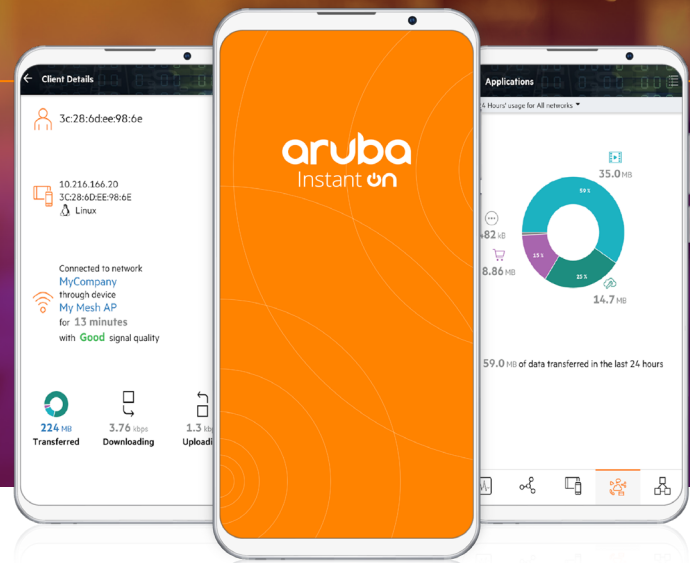 Client Details
3c:28:6d:ee:98:6e
10.216.166.20
3C:28:6D:EE:98:6E
Linux
Connected to network
MyCompany
through device
My Mesh AP
for 13 minutes
with Good signal quality
224 MB
3.76 kbps
1.3
Transferred
Downloading
aruba
Instant on
Applications
Hours' usage for All networks
35.0 MB
59%
82 kB
15%
8.86 MB
25%
14.7 MB
59.0 MB of data transferred in the last 24 hours